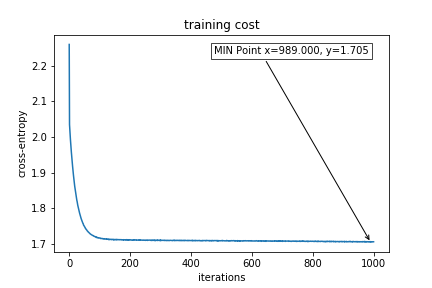 training cost
MIN Point x=989.000, y=1.705
2.2
2.1
2.0
1.9
1.8
1.7
cross-entropy
0 200 400 600 800 1000
iterations